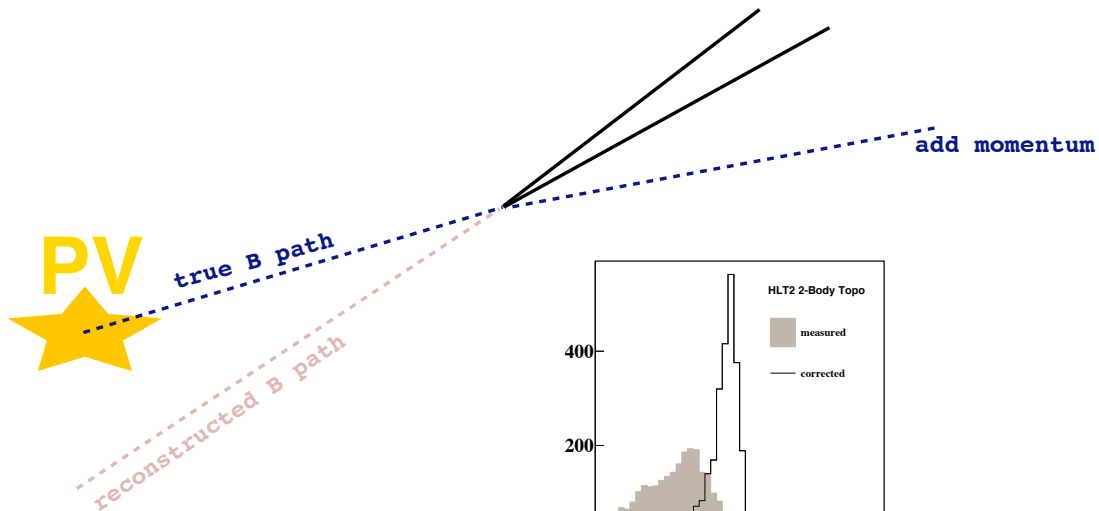 add momentum
PV
true B path
reconstructed B path
HLT2 2-Body Topo
measured
400
corrected
200